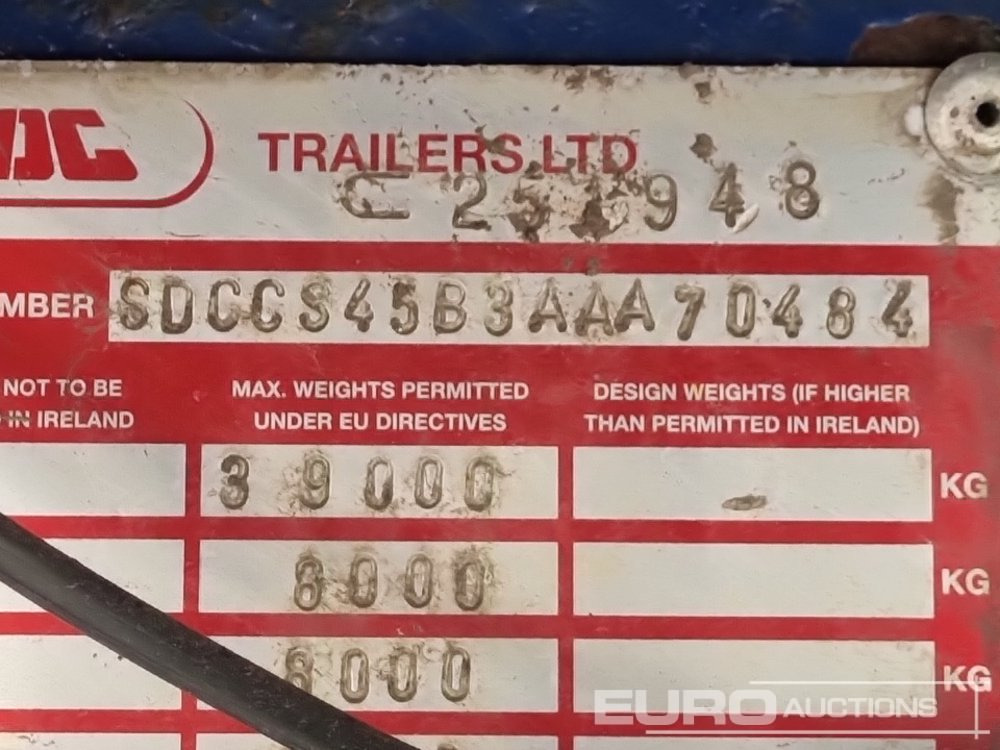 TRAILERS LTD
C 251948
MBER SDCCS45B3AAA70484
NOT TO BE MAX. WEIGHTS PERMITTED DESIGN WEIGHTS (IF HIGHER
IN IRELAND UNDER EU DIRECTIVES THAN PERMITTED IN IRELAND)
39000 - KG
8000 KG
8000 KG
EURO AUCTIONS